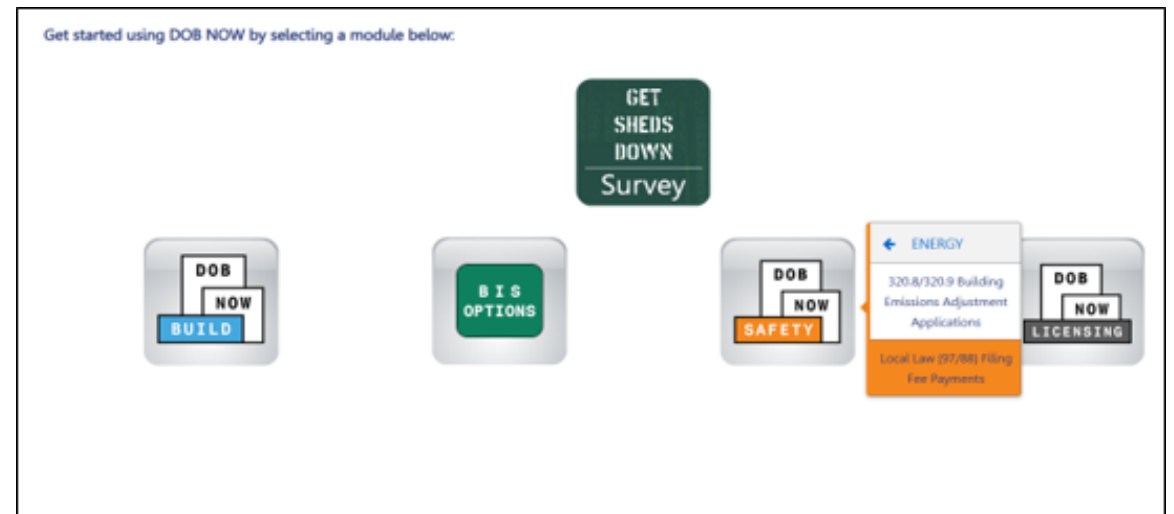 Get started using DOB NOW by selecting a module below:
GET
SHEDS
DOWN
Survey
DOB
NOW
BUILD
BIS
OPTIONS
DOB
NOW
SAFETY
ENERGY
320.8/320.9 Building
Emissions Adjustment
Applications
Local Law (97/88) Filing
Fee Payments
DOB
NOW
LICENSING